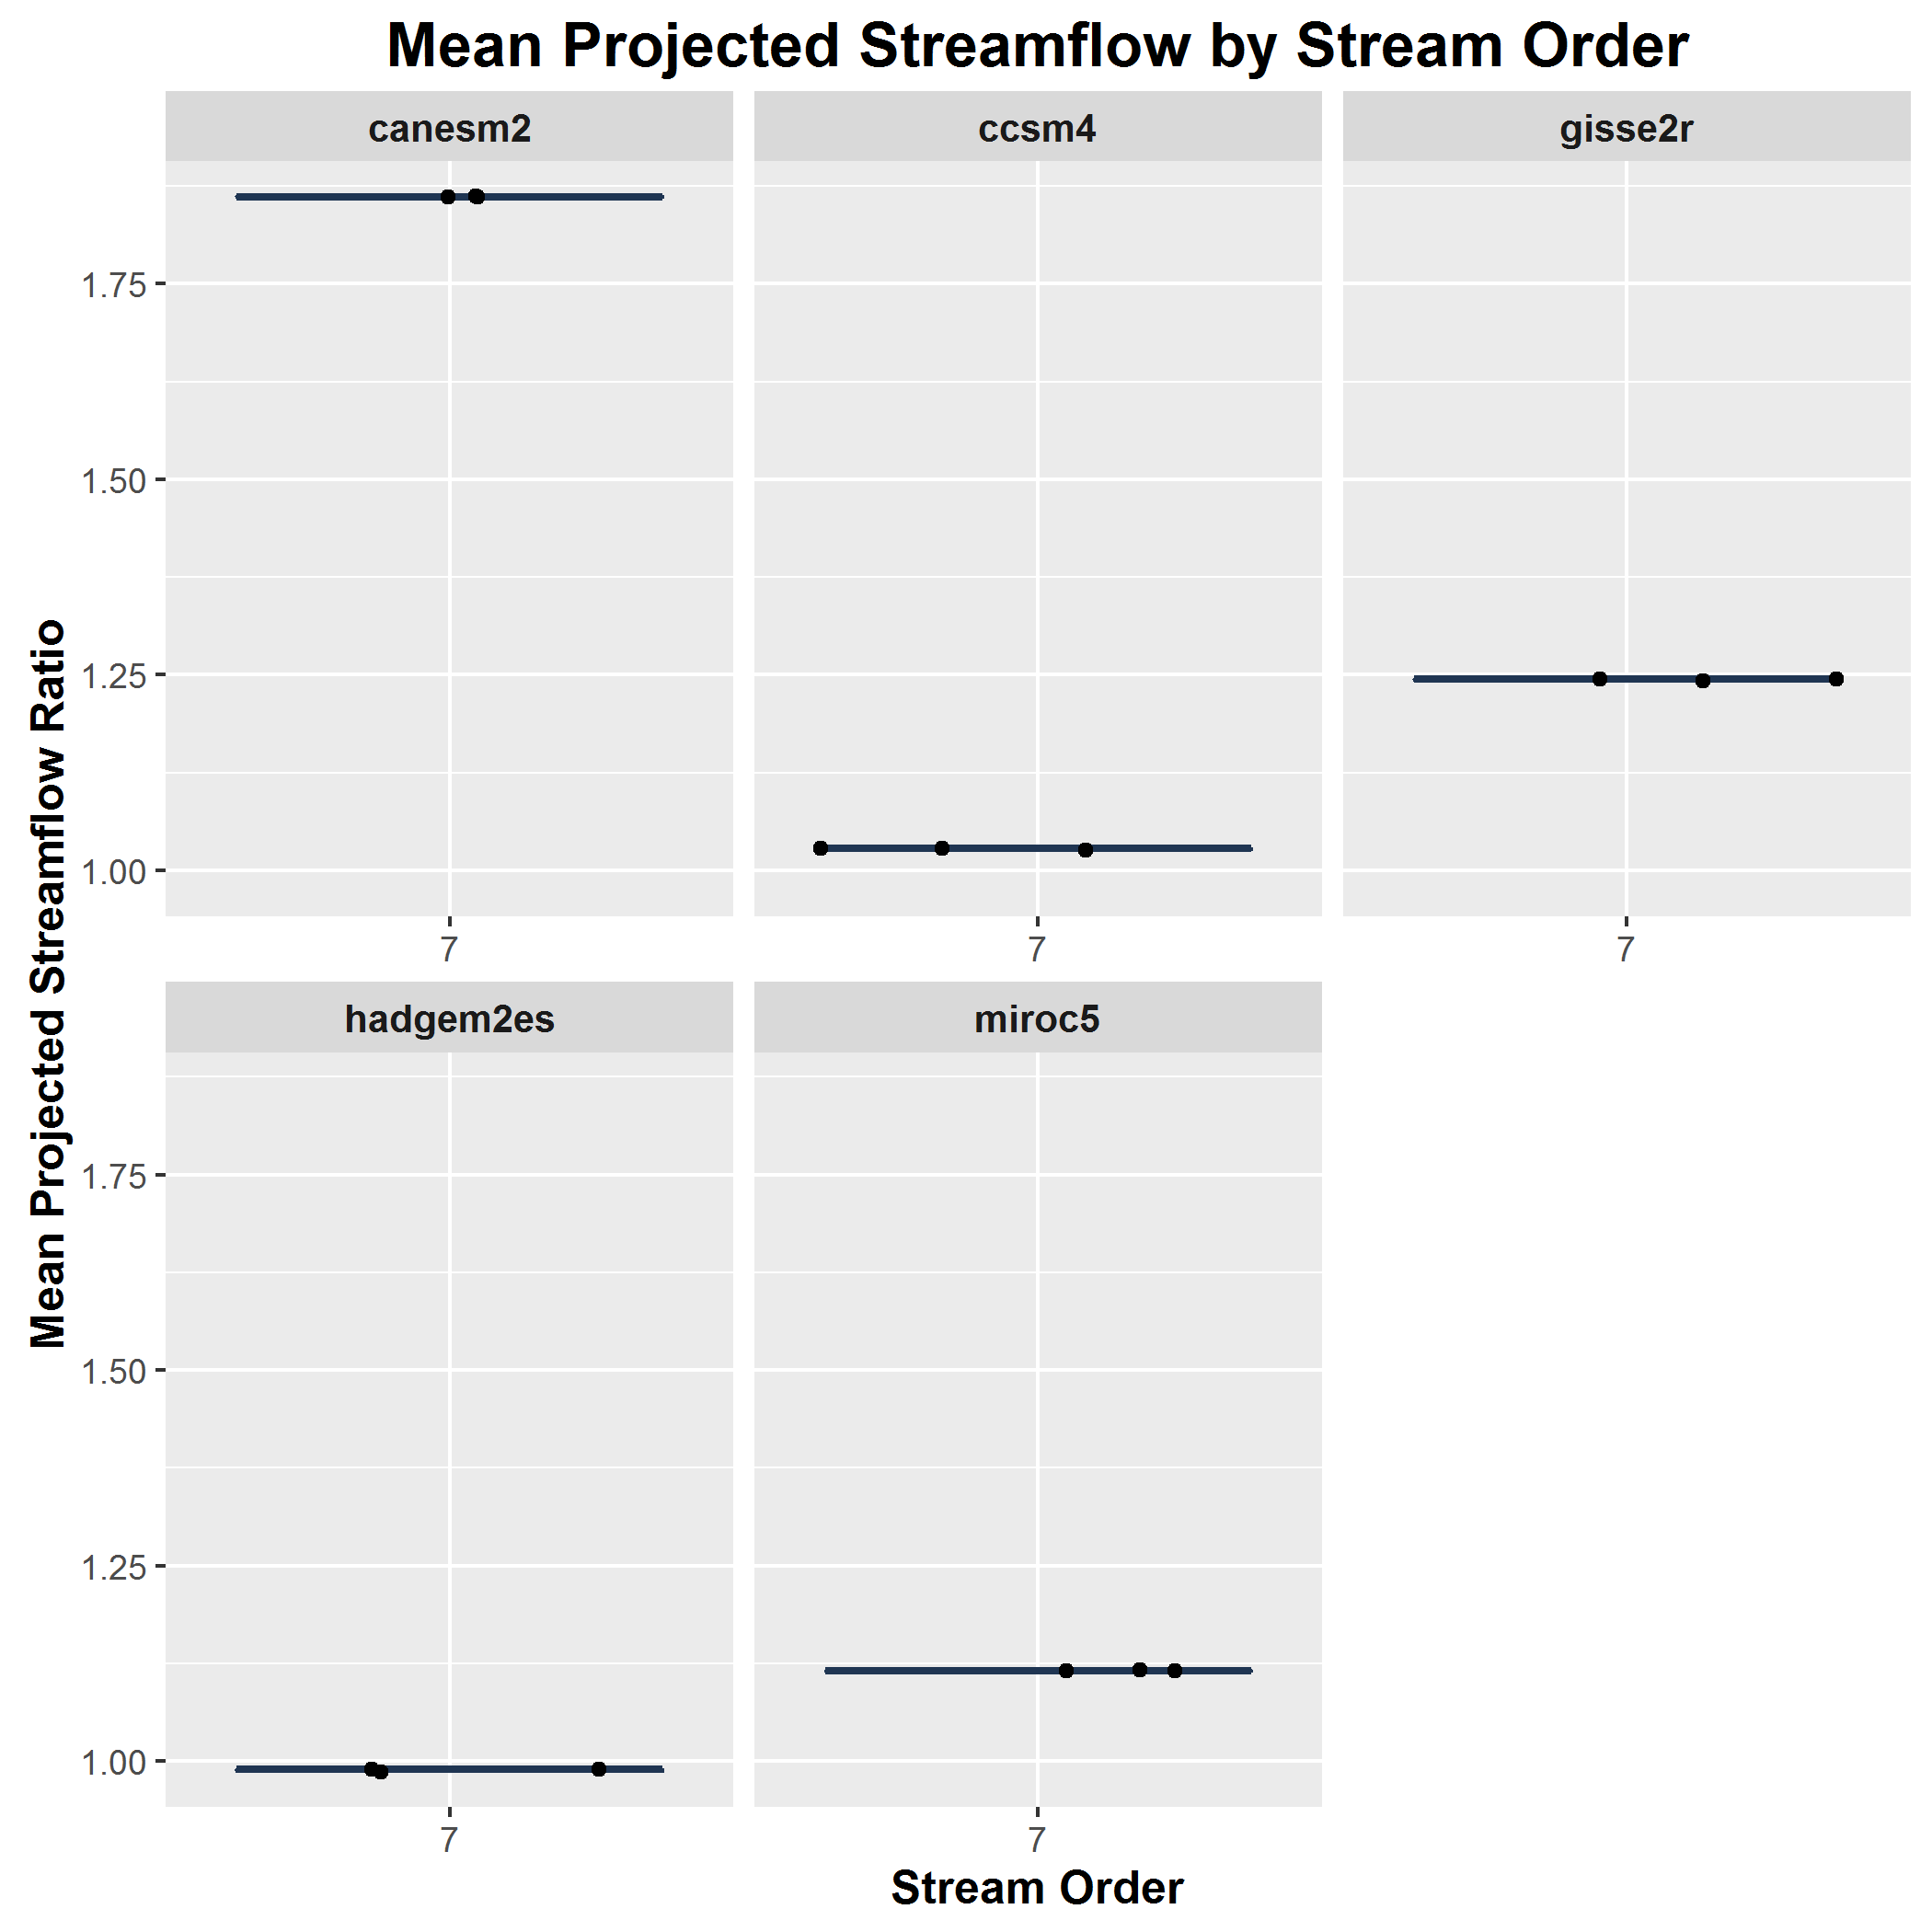 Mean Projected Streamflow by Stream Order
canesm2
ccsm4
gisse2r
Mean Projected Streamflow Ratio
1.75
1.50
1.25
1.00
7
7
7
hadgem2es
miroc5
1.75
1.50
1.25
1.00
7
7
Stream Order